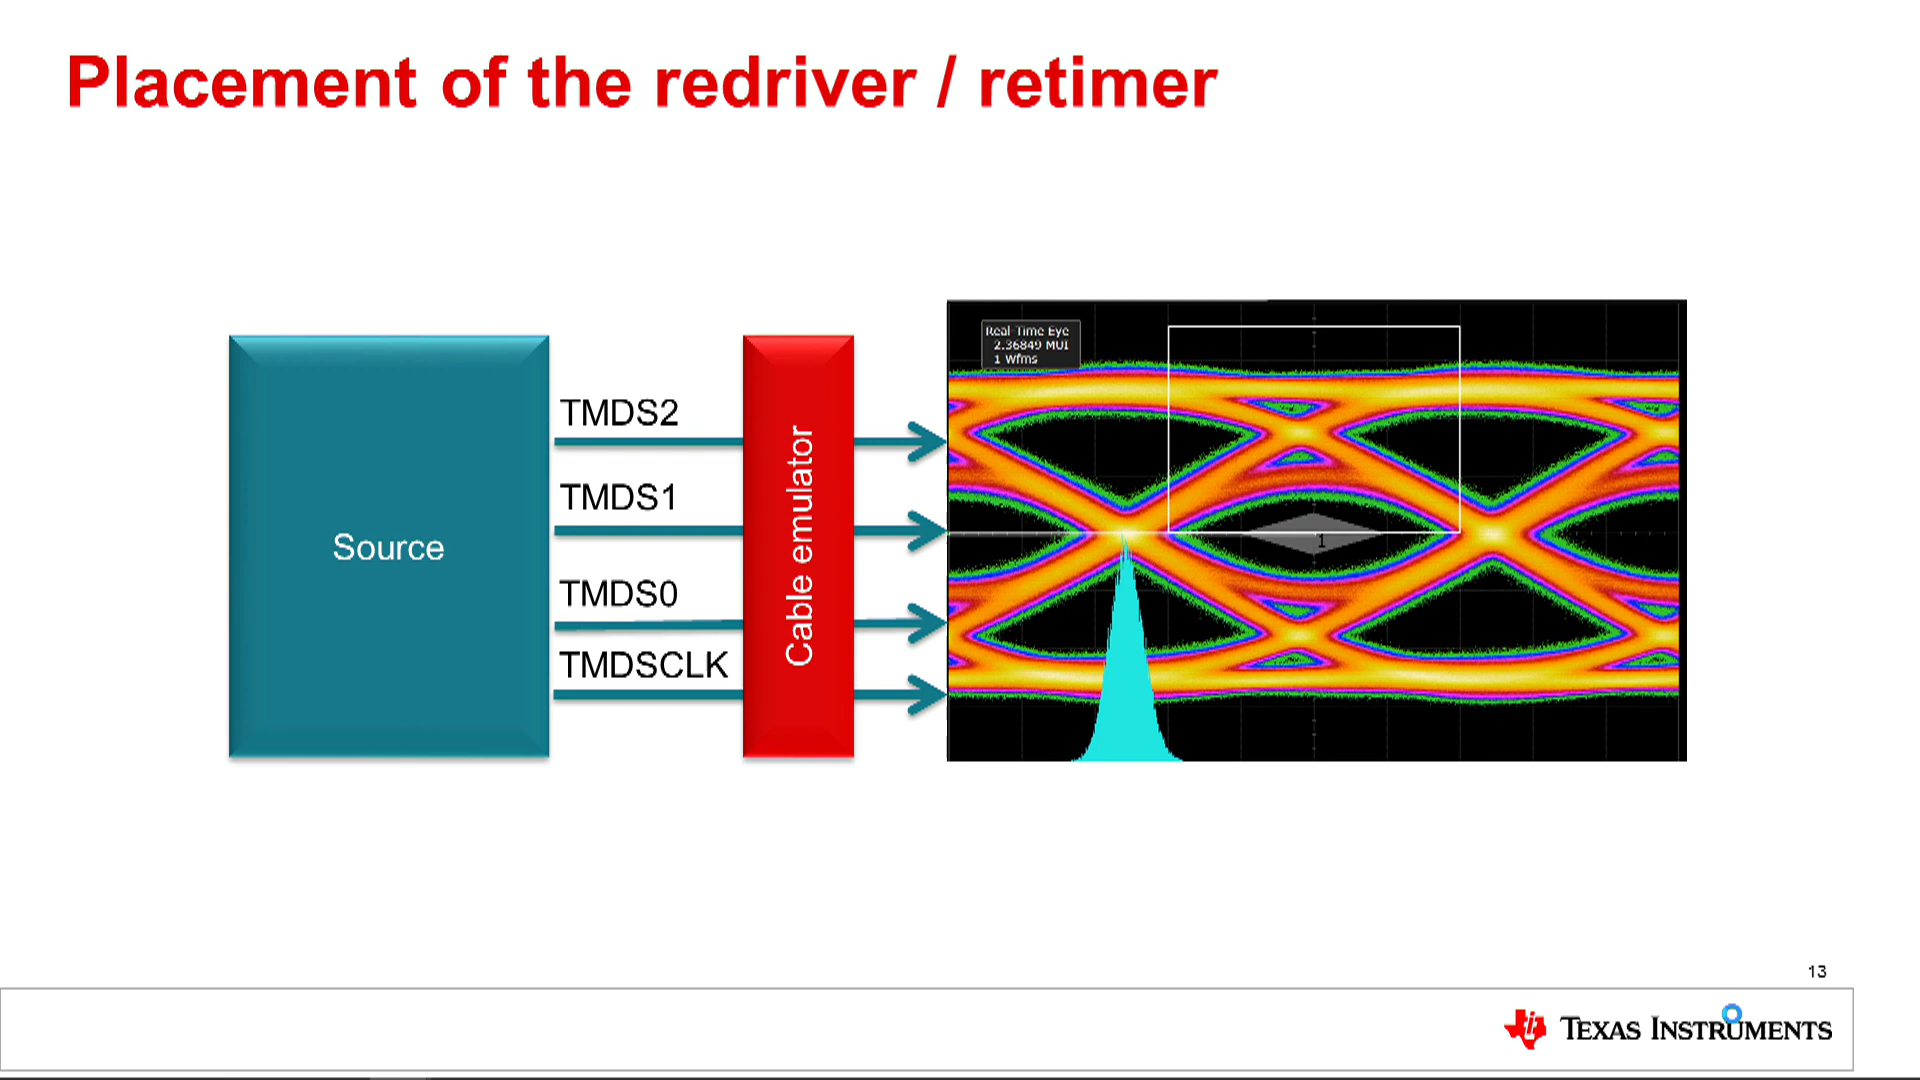 Placement of the redriver / retimer
Source
TMDS2
TMDS1
TMDS0
TMDSCLK
Cable emulator
Real-Time Eye
2.36849 MUI
1 Wfms
1
13
TEXAS INSTRUMENTS